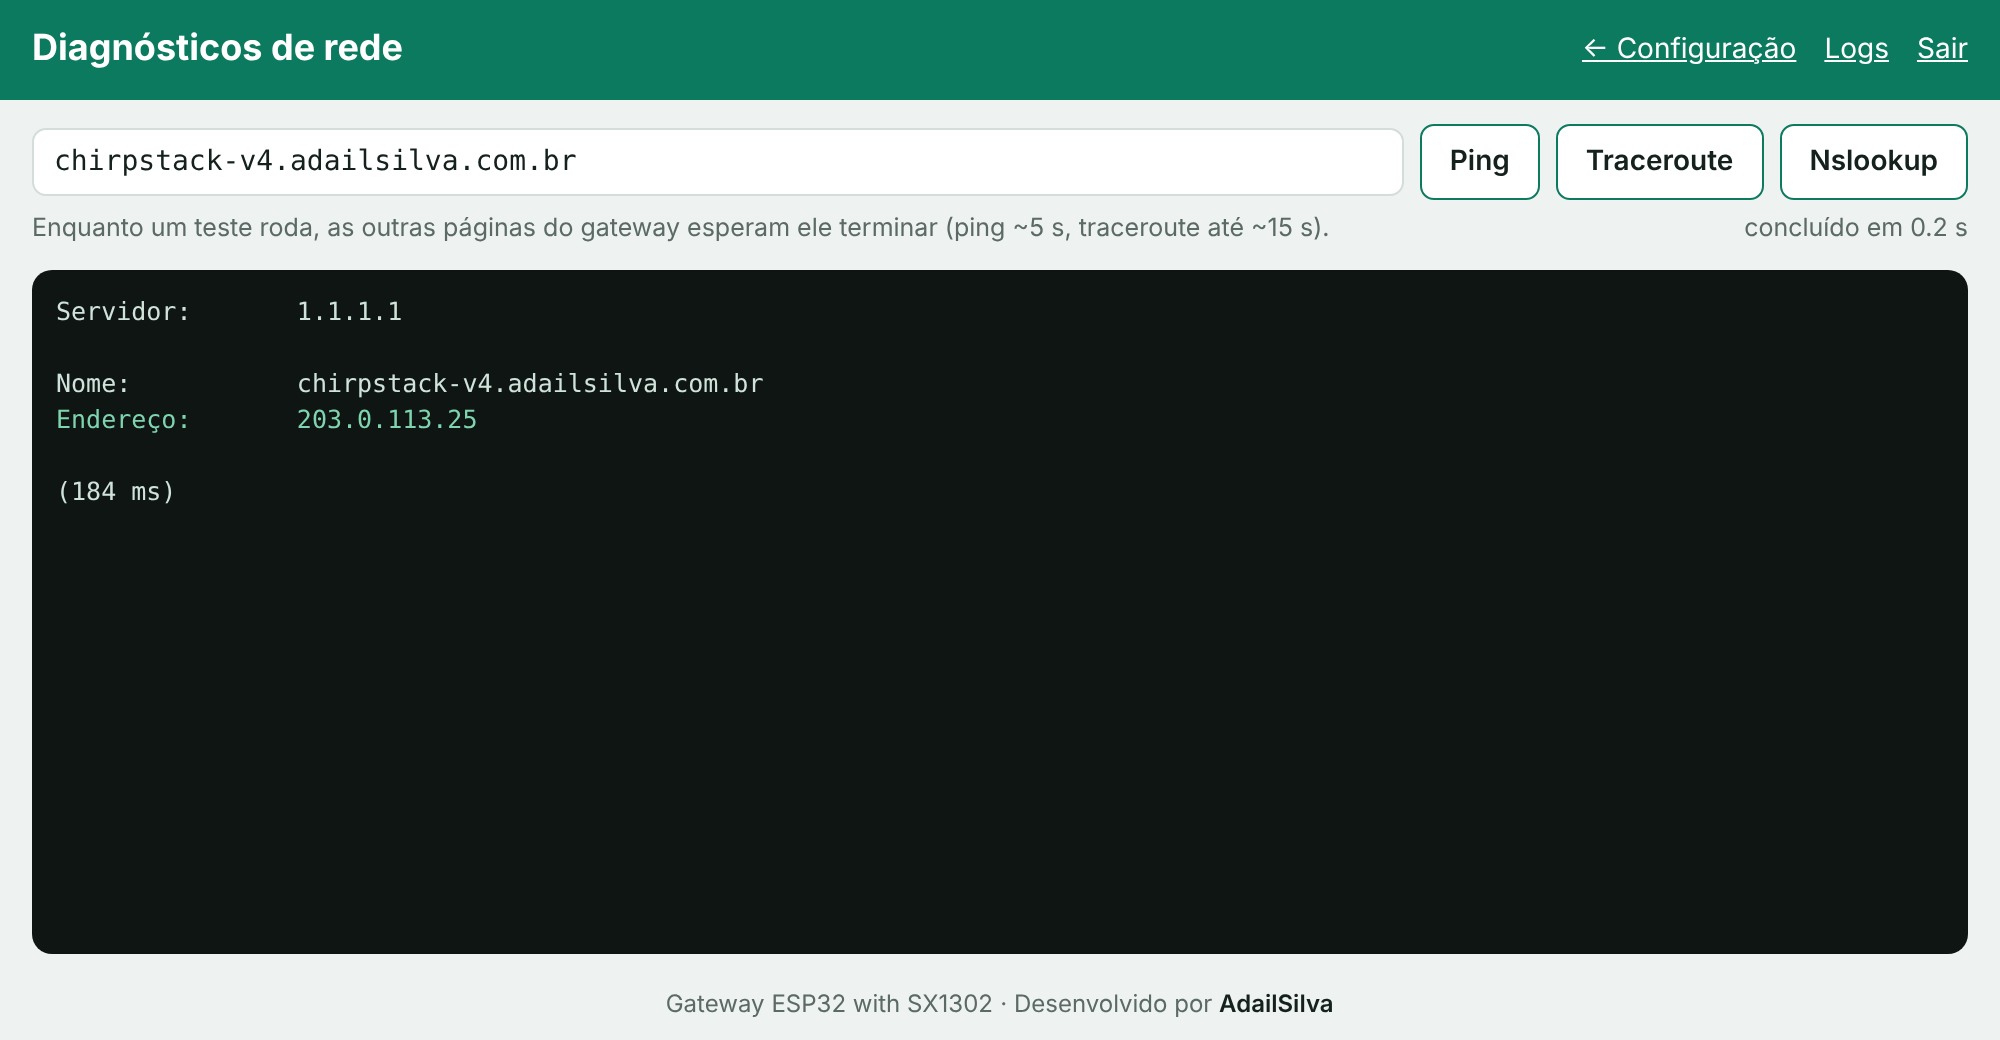 Diagnósticos de rede
← Configuração Logs Sair
chirpstack-v4.adailsilva.com.br
Ping Traceroute Nslookup
Enquanto um teste roda, as outras páginas do gateway esperam ele terminar (ping ~5 s, traceroute até ~15 s).
concluído em 0.2 s
Servidor: 1.1.1.1
Nome: chirpstack-v4.adailsilva.com.br
Endereço: 203.0.113.25
(184 ms)
Gateway ESP32 with SX1302 · Desenvolvido por AdailSilva